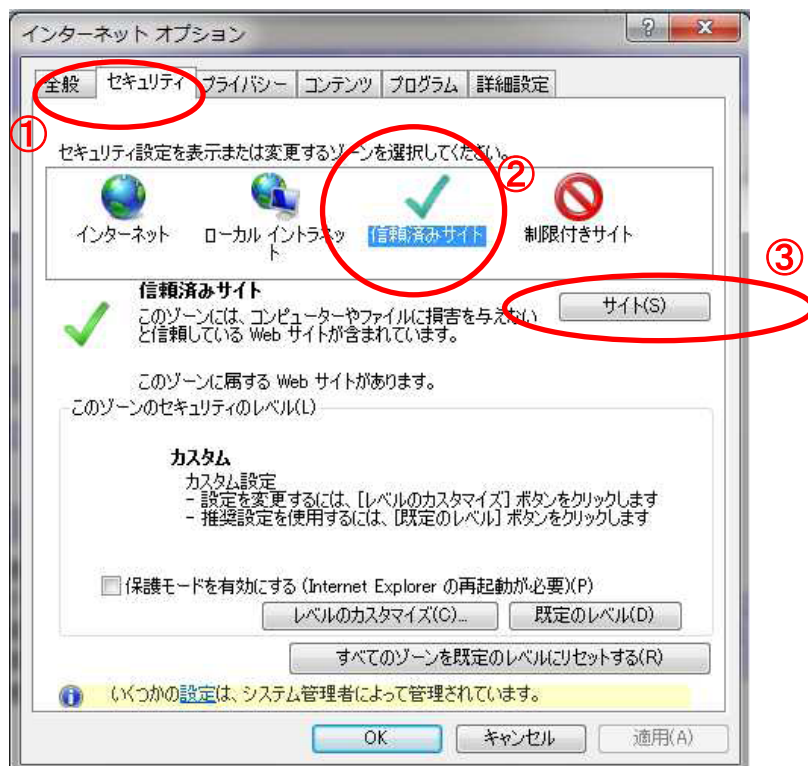 インターネット オプション
全般 セキュリティ プライバシー コンテンツ プログラム 詳細設定
①
セキュリティ設定を表示または変更するゾーンを選択してください。
②
インターネット
ローカル イントラネッ
ト
信頼済みサイト
制限付きサイト
③
信頼済みサイト
サイト(S)
このゾーンには、コンピューターやファイルに損害を与えない
と信頼している Web サイトが含まれています。
このゾーンに属する Web サイトがあります。
このゾーンのセキュリティのレベル(L)
カスタム
カスタム設定
- 設定を変更するには、[レベルのカスタマイズ] ボタンをクリックします
- 推奨設定を使用するには、[既定のレベル] ボタンをクリックします
保護モードを有効にする (Internet Explorer の再起動が必要)(P)
レベルのカスタマイズ(C)... 既定のレベル(D)
すべてのゾーンを既定のレベルにリセットする(R)
いくつかの設定は、システム管理者によって管理されています。
OK キャンセル 適用(A)